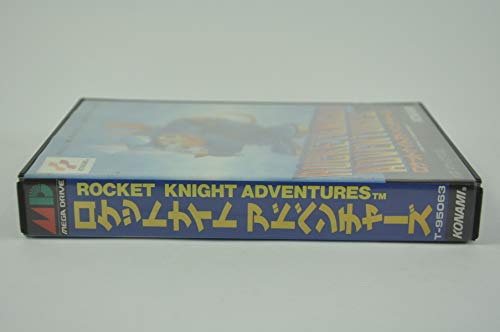 MD
MEGA DRIVE
ROCKET KNIGHT ADVENTURES™
ロケットナイト アドベンチャーズ
T-95063
KONAMI®